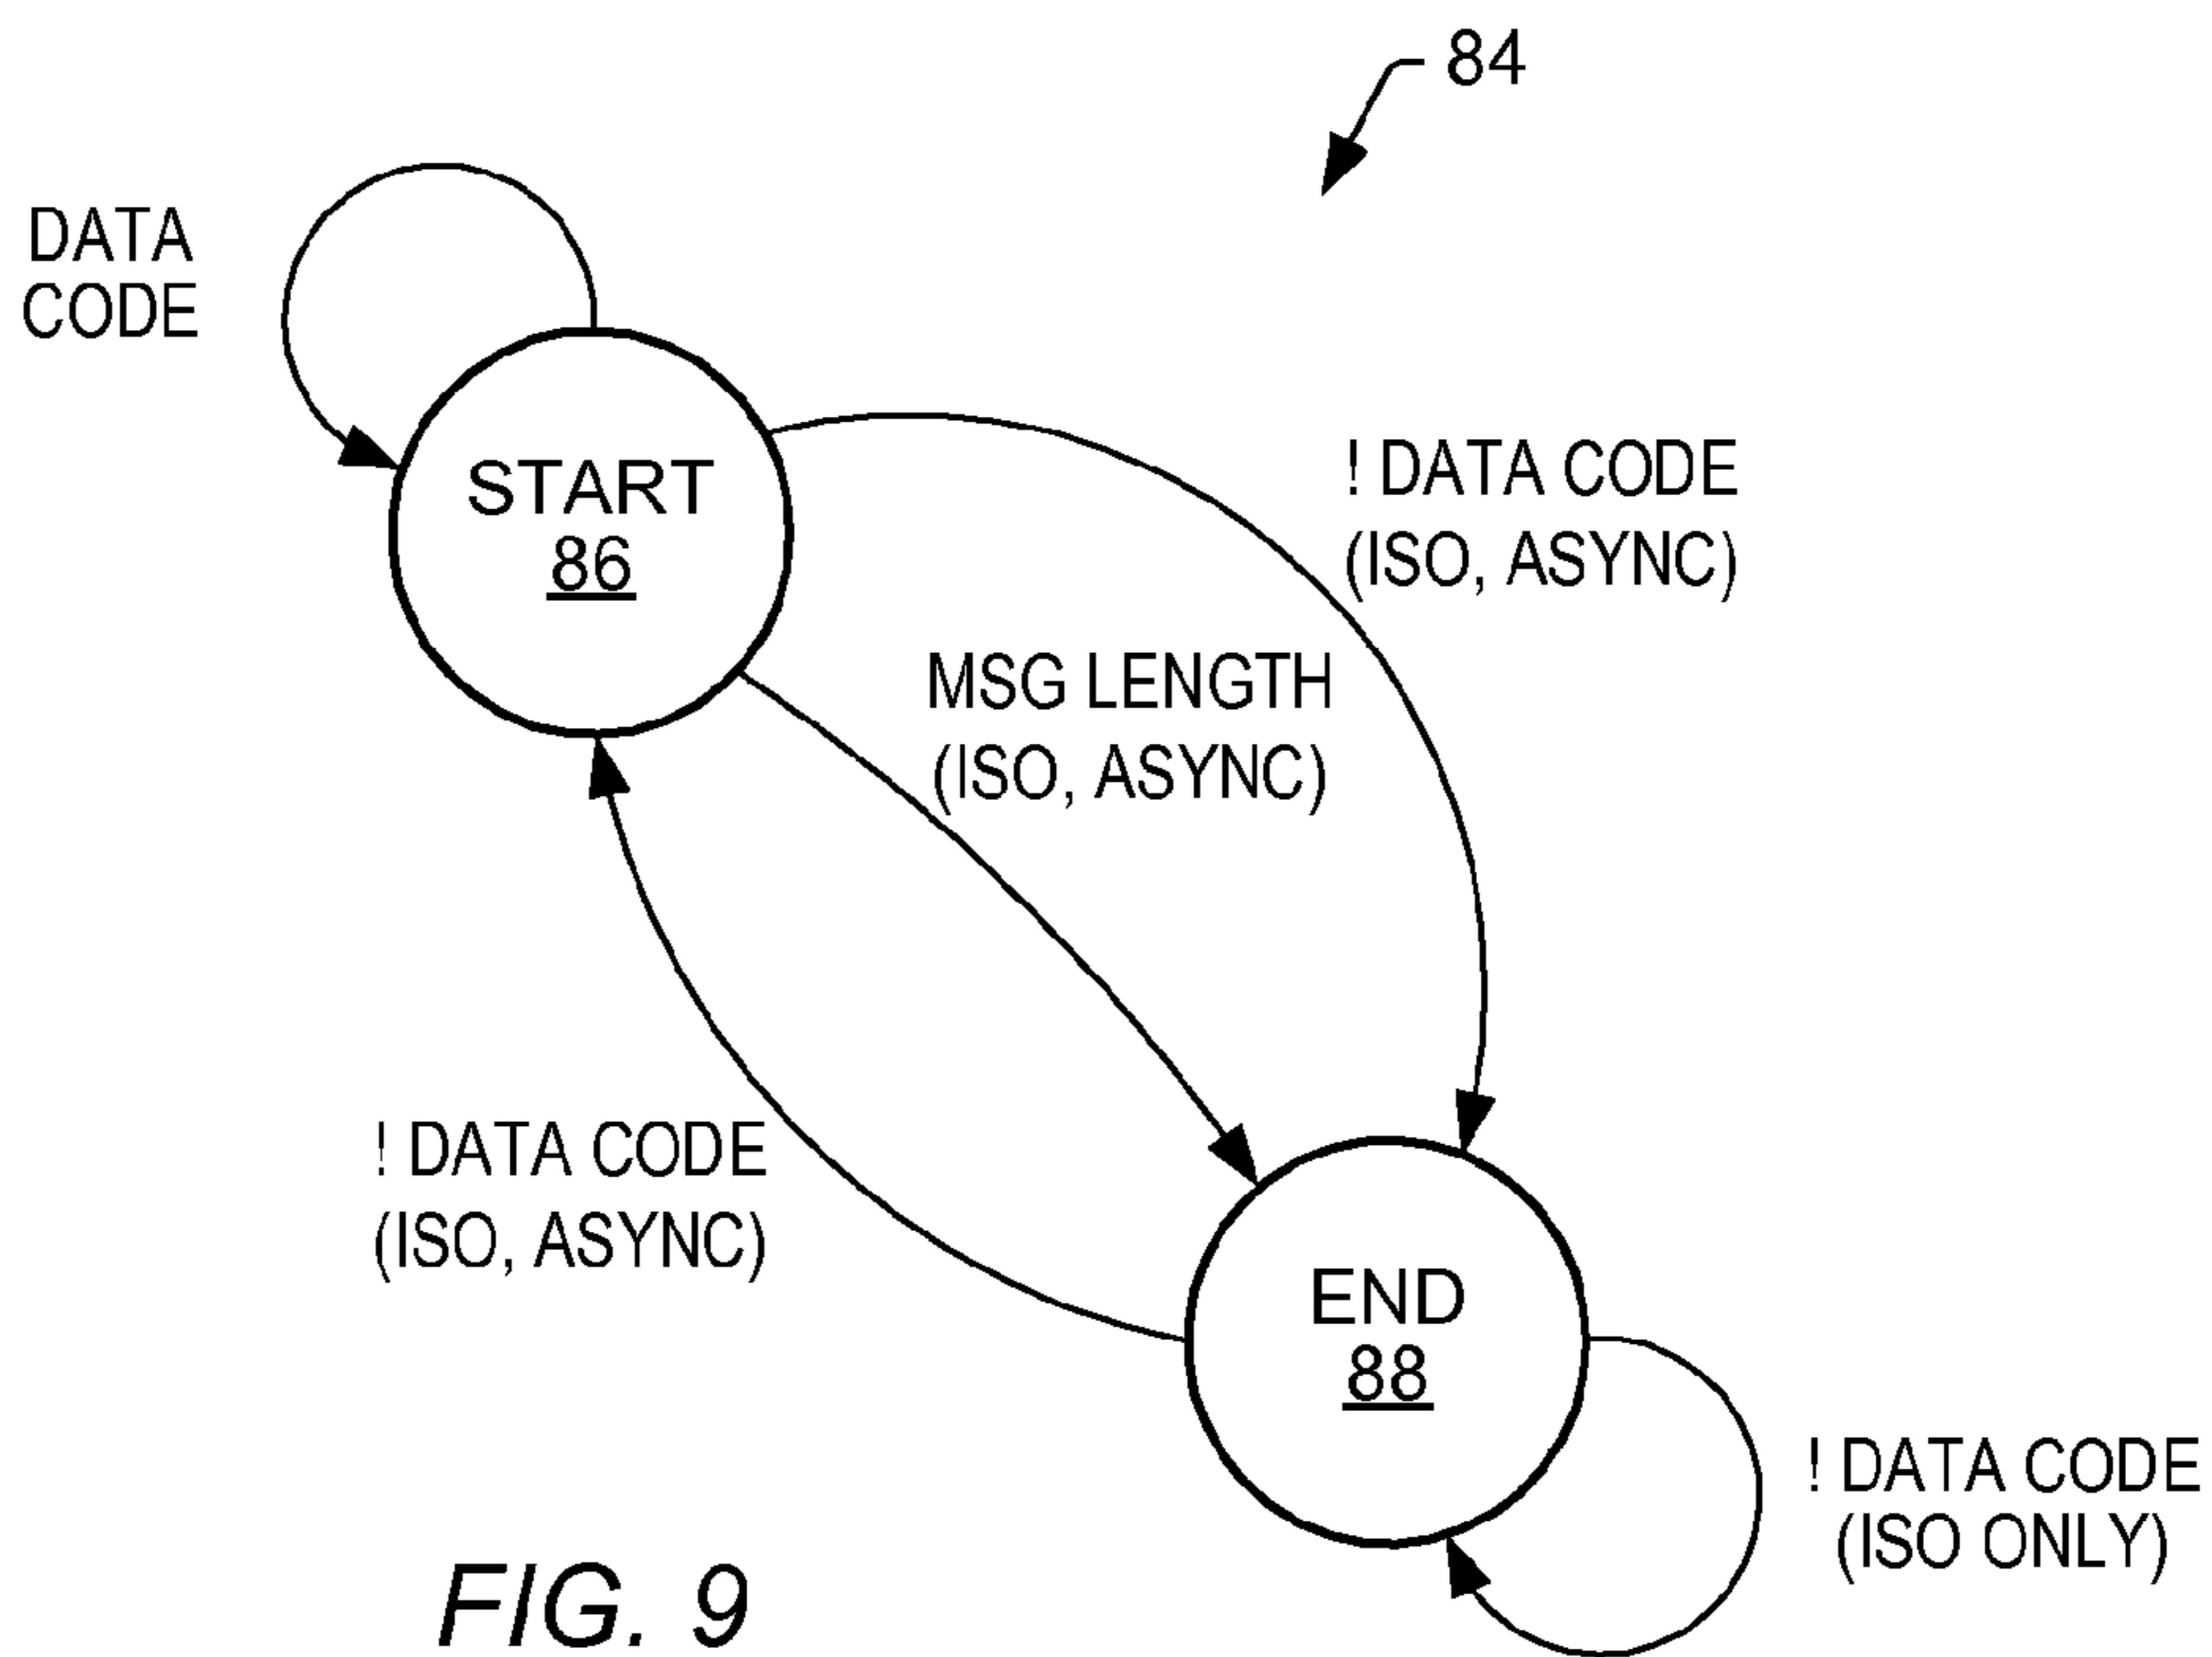 84
DATA
CODE
START
86
! DATA CODE
(ISO, ASYNC)
MSG LENGTH
(ISO, ASYNC)
! DATA CODE
(ISO, ASYNC)
END
88
! DATA CODE
(ISO ONLY)
FIG. 9